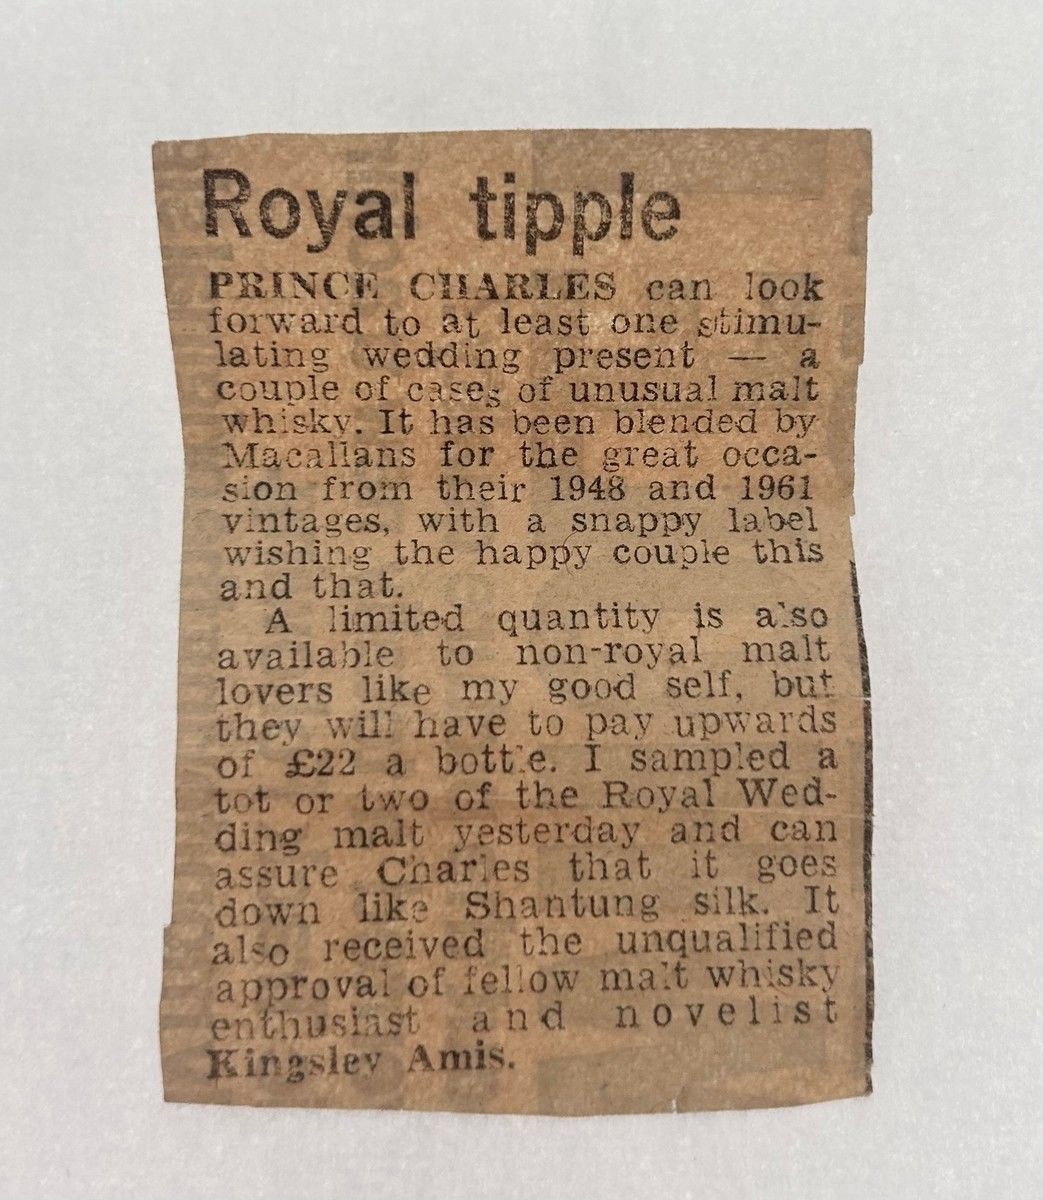 Royal tipple
PRINCE CHARLES can look
forward to at least one stimu-
lating wedding present — a
couple of cases of unusual malt
whisky. It has been blended by
Macallans for the great occa-
sion from their 1948 and 1961
vintages, with a snappy label
wishing the happy couple this
and that.
A limited quantity is also
available to non-royal malt
lovers like my good self, but
they will have to pay upwards
of £22 a bottle. I sampled a
tot or two of the Royal Wed-
ding malt yesterday and can
assure Charles that it goes
down like Shantung silk. It
also received the unqualified
approval of fellow malt whisky
enthusiast and novelist
Kingsley Amis.